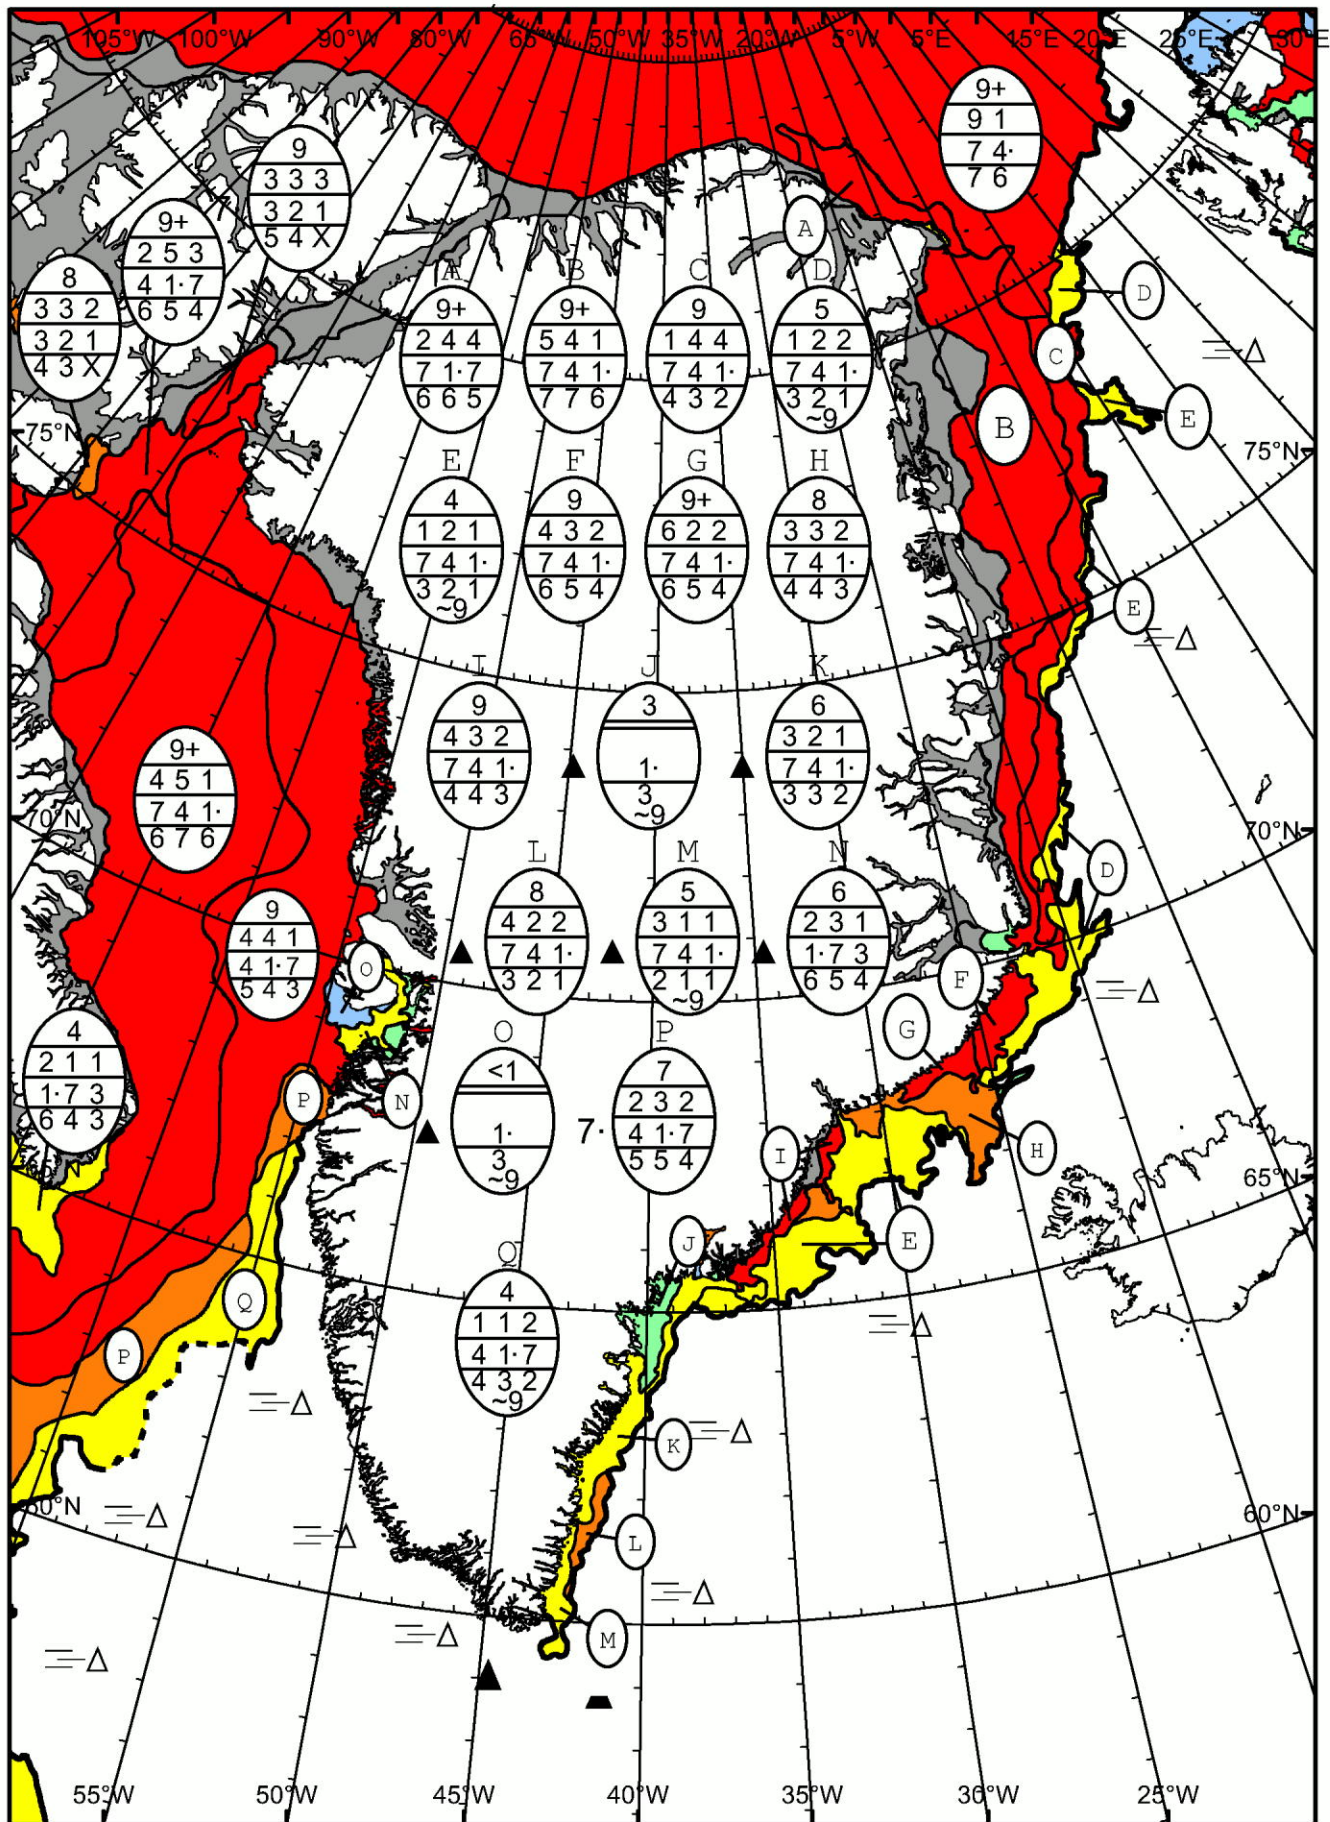 105°W 100°W 90°W 80°W 65°W 50°W 35°W 20°W 5°W 5°E 15°E 20°E 25°E 30°E
9+
9 1
7 4·
7 6
9
3 3 3
3 2 1
5 4 X
9+
2 5 3
4 1· 7
6 5 4
8
3 3 2
3 2 1
4 3 X
A
A B C D
9+ 9+ 9 5
2 4 4 5 4 1 1 4 4 1 2 2
7 1· 7 7 4 1· 7 4 1· 7 4 1·
6 6 5 7 7 6 4 3 2 3 2 1
~9
D
C
E
B
75°N 75°N
E F G H
4 9 9+ 8
1 2 1 4 3 2 6 2 2 3 3 2
7 4 1· 7 4 1· 7 4 1· 7 4 1·
3 2 1 6 5 4 6 5 4 4 4 3
~9
E
I J K
9 3 6
4 3 2 3 2 1
7 4 1· 1· 7 4 1·
4 4 3 3 3 3 2
~9
9+
4 5 1
7 4 1·
6 7 6
70°N 70°N
D
L M N
8 5 6
4 2 2 3 1 1 2 3 1
7 4 1· 7 4 1· 1· 7 3
3 2 1 2 1 1 6 5 4
~9
9
4 4 1
4 1· 7
5 4 3
O
F
G
4
2 1 1
1· 7 3
6 4 3
O P
<1 7
2 3 2
1· 7· 4 1· 7
3 5 5 4
~9
P N
I H
65°N 65°N
J E
Q
4
1 1 2
4 1· 7
4 3 2
~9
Q
P
K
60°N 60°N
L
M
55°W 50°W 45°W 40°W 35°W 30°W 25°W